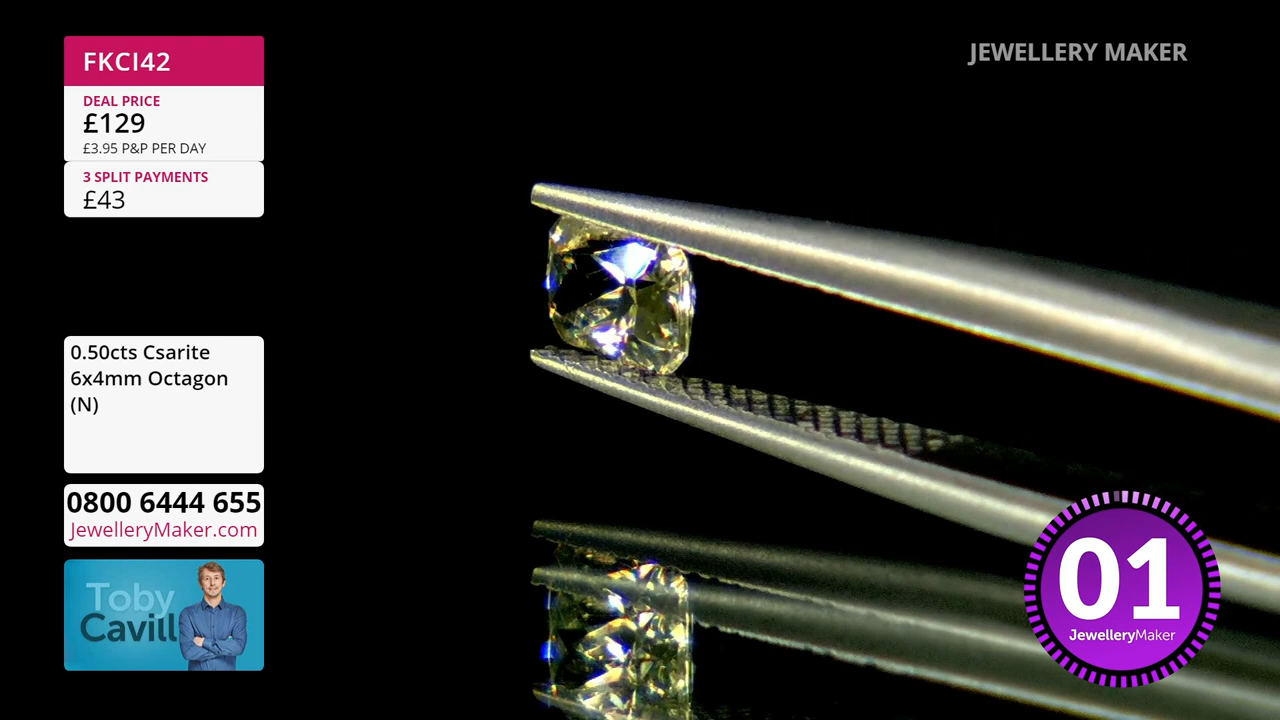 FKCI42
DEAL PRICE
£129
£3.95 P&P PER DAY
3 SPLIT PAYMENTS
£43
0.50cts Csarite
6x4mm Octagon
(N)
0800 6444 655
JewelleryMaker.com
Toby
Cavill
JEWELLERY MAKER
01
JewelleryMaker